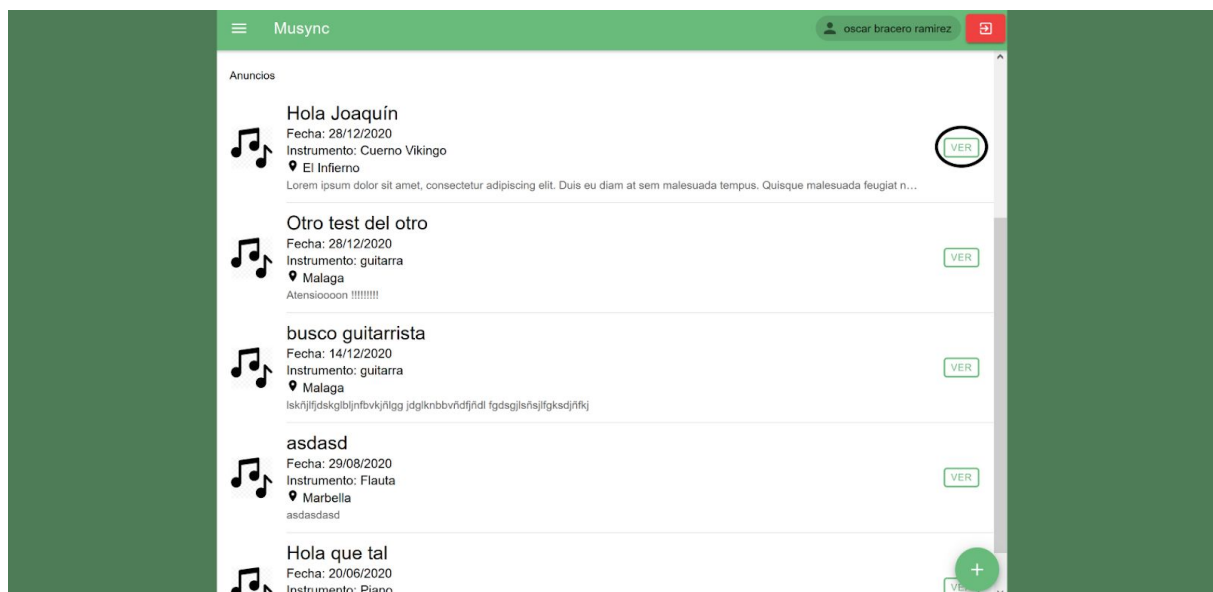 Musync
oscar bracero ramirez
Anuncios
Hola Joaquín
Fecha: 28/12/2020
Instrumento: Cuerno Vikingo
El Infierno
Lorem ipsum dolor sit amet, consectetur adipiscing elit. Duis eu diam at sem malesuada tempus. Quisque malesuada feugiat n…
VER
Otro test del otro
Fecha: 28/12/2020
Instrumento: guitarra
Malaga
Atensioooon !!!!!!!!!
VER
busco guitarrista
Fecha: 14/12/2020
Instrumento: guitarra
Malaga
VER
asdasd
Fecha: 29/08/2020
Instrumento: Flauta
Marbella
asdasdasd
VER
Hola que tal
Fecha: 20/06/2020
Instrumento: Piano
+